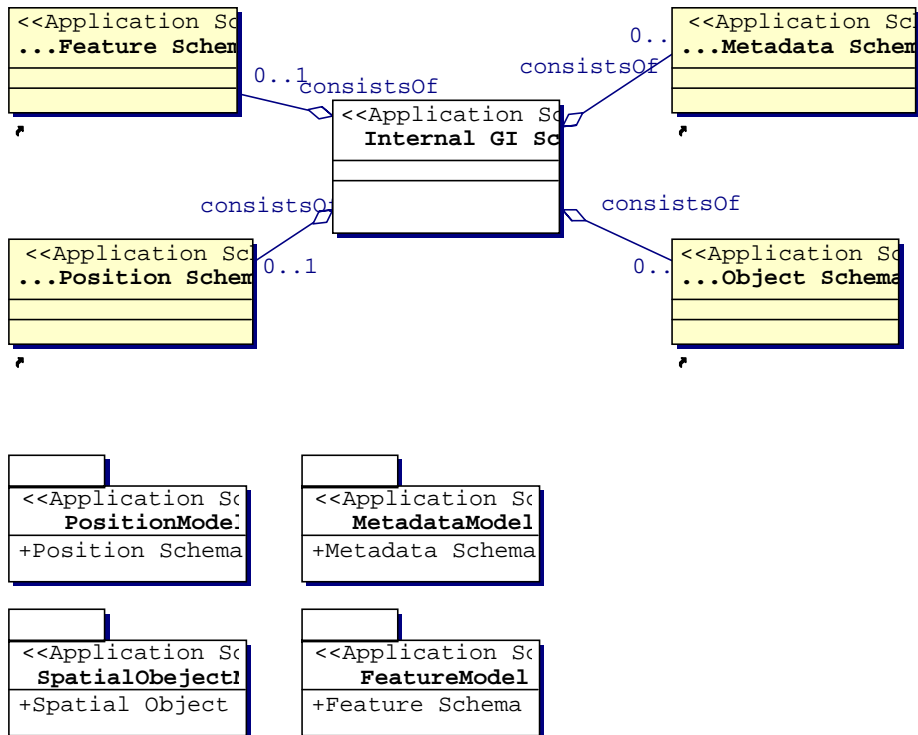 <<Application Sc
...Feature Schem
0..1
consistsOf
<<Application Sc
Internal GI Sc
consistsOf
0..
<<Application Sc
...Metadata Schem
consistsOf
0..1
<<Application Sc
...Position Schem
consistsOf
0..
<<Application Sc
...Object Schema
<<Application Sc
PositionModel
+Position Schema
<<Application Sc
MetadataModel
+Metadata Schema
<<Application Sc
SpatialObejectM
+Spatial Object
<<Application Sc
FeatureModel
+Feature Schema